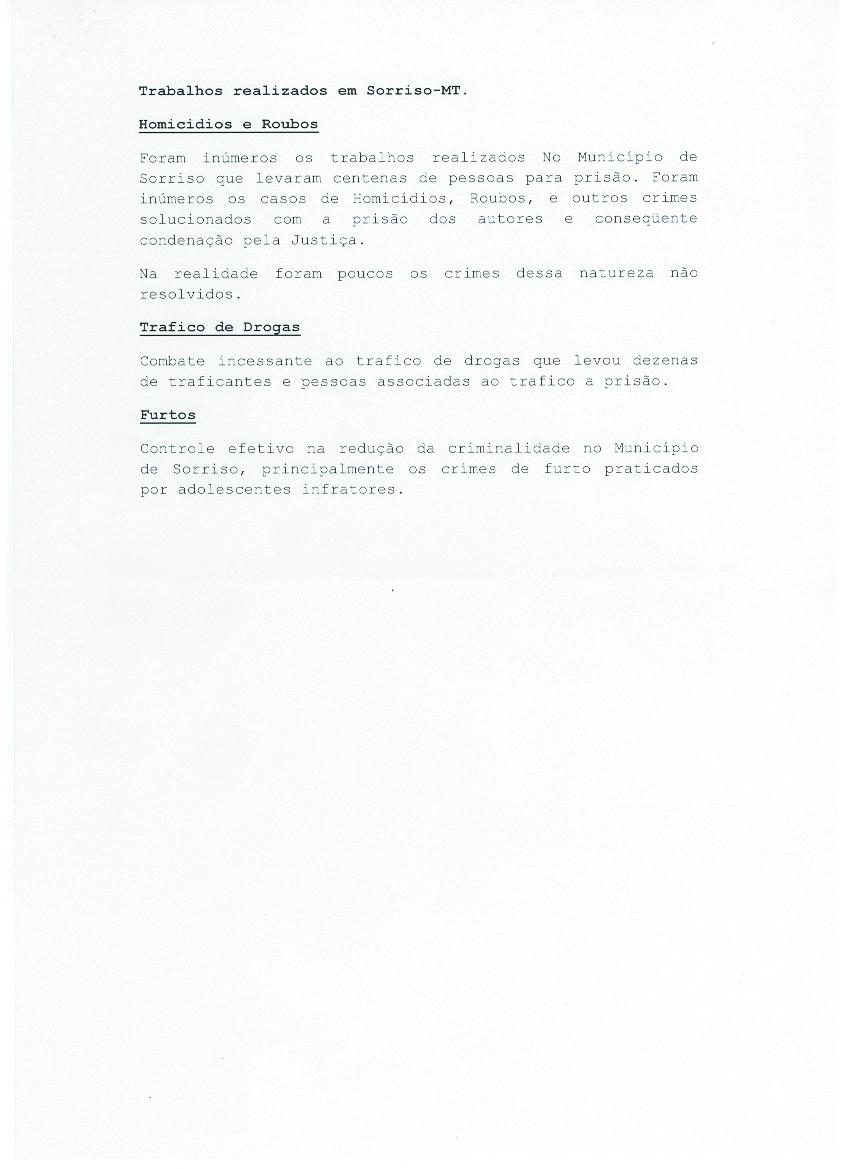 Trabalhos realizados em Sorriso-MT.
Homicidios e Roubos
Foram inúmeros os trabalhos realizados No Município de
Sorriso que levaram centenas de pessoas para prisão. Foram
inúmeros os casos de Homicídios, Roubos, e outros crimes
solucionados com a prisão dos autores e conseqüente
condenação pela Justiça.
Na realidade foram poucos os crimes dessa natureza não
resolvidos.
Trafico de Drogas
Combate incessante ao trafico de drogas que levou dezenas
de traficantes e pessoas associadas ao trafico a prisão.
Furtos
Controle efetivo na redução da criminalidade no Município
de Sorriso, principalmente os crimes de furto praticados
por adolescentes infratores.